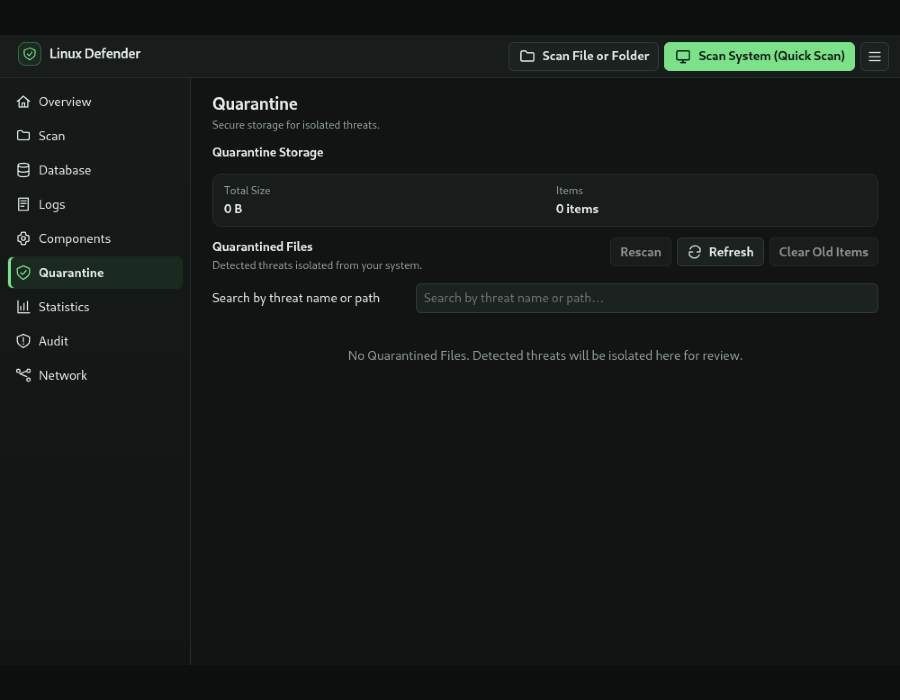 Linux Defender
Scan File or Folder
Scan System (Quick Scan)
Overview
Scan
Database
Logs
Components
Quarantine
Statistics
Audit
Network
Quarantine
Secure storage for isolated threats.
Quarantine Storage
Total Size
0 B
Items
0 items
Quarantined Files
Detected threats isolated from your system.
Rescan
Refresh
Clear Old Items
Search by threat name or path
Search by threat name or path…
No Quarantined Files. Detected threats will be isolated here for review.